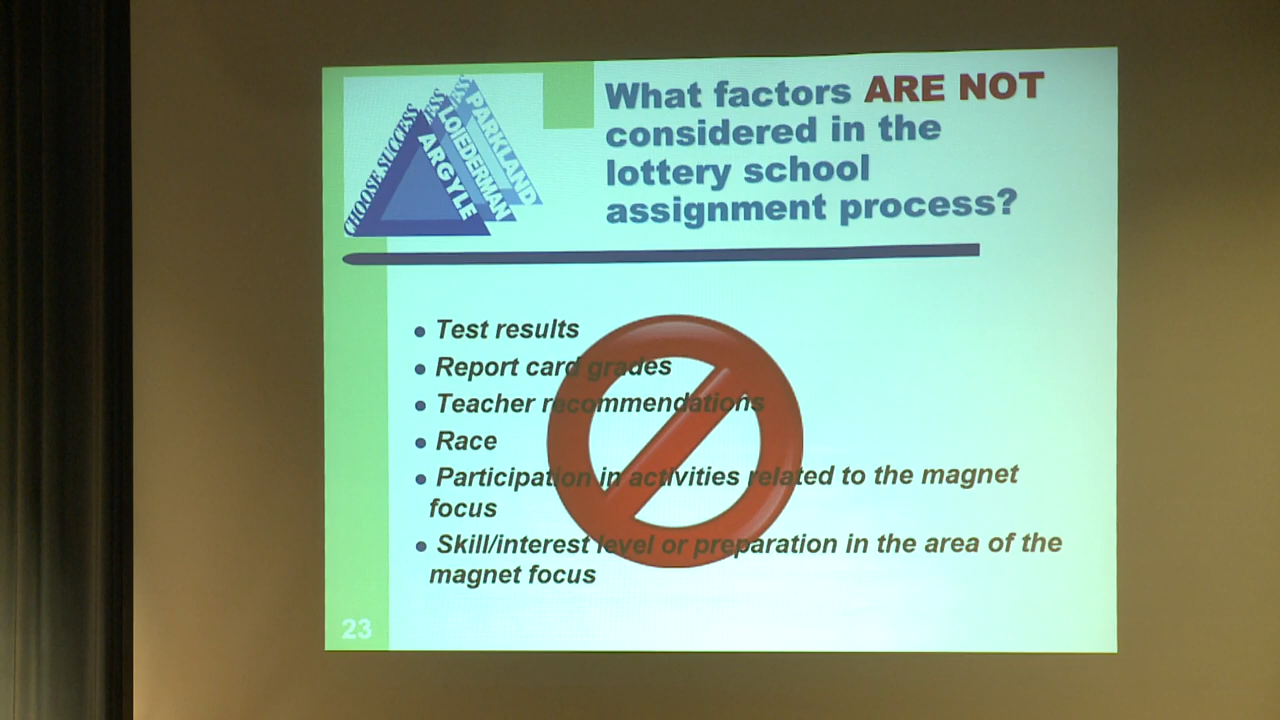 What factors ARE NOT
considered in the
lottery school
assignment process?
CHOOSE SUCCESS
ARGYLE
LOIEDERMAN
PARKLAND
• Test results
• Report card grades
• Teacher recommendations
• Race
• Participation in activities related to the magnet
focus
• Skill/interest level or preparation in the area of the
magnet focus
23